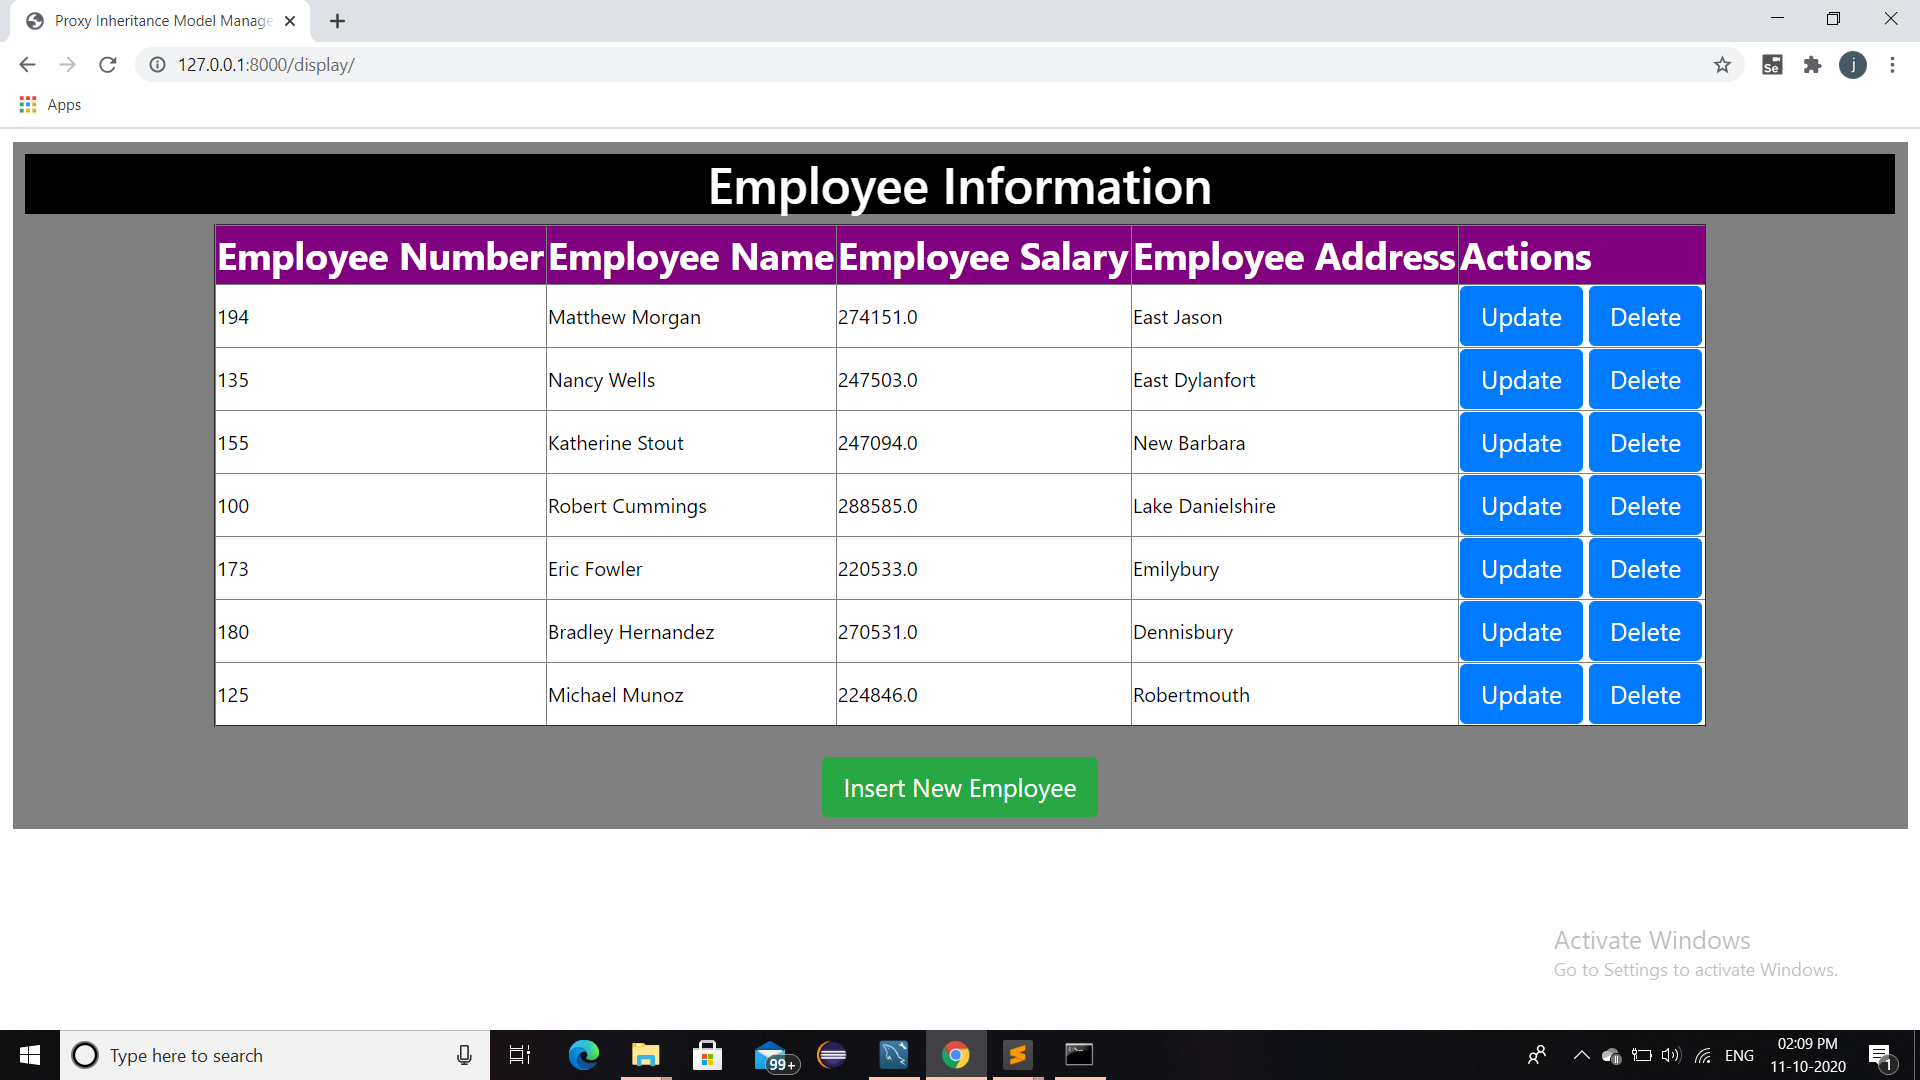 Proxy Inheritance Model Manage
127.0.0.1:8000/display/
Se
j
Apps
Employee Information
Employee Number Employee Name Employee Salary Employee Address Actions
194 Matthew Morgan 274151.0 East Jason Update Delete
135 Nancy Wells 247503.0 East Dylanfort Update Delete
155 Katherine Stout 247094.0 New Barbara Update Delete
100 Robert Cummings 288585.0 Lake Danielshire Update Delete
173 Eric Fowler 220533.0 Emilybury Update Delete
180 Bradley Hernandez 270531.0 Dennisbury Update Delete
125 Michael Munoz 224846.0 Robertmouth Update Delete
Insert New Employee
Activate Windows
Go to Settings to activate Windows.
Type here to search
99+
ENG
02:09 PM
11-10-2020
1